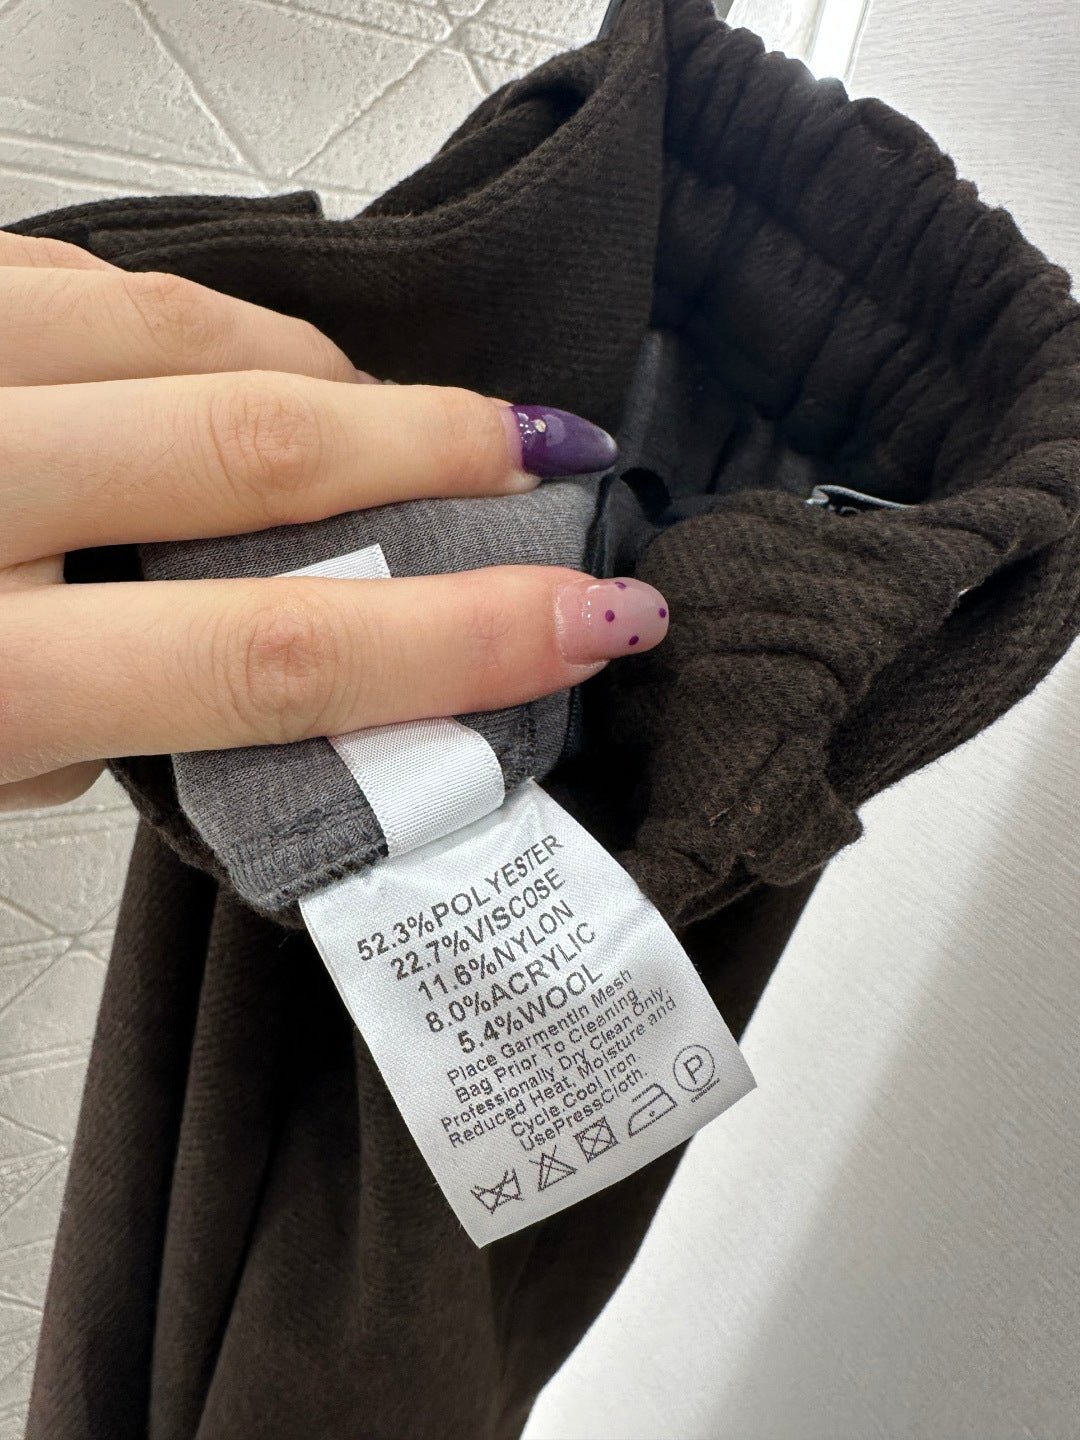 52.3%POLYESTER
22.7%VISCOSE
11.6%NYLON
8.0%ACRYLIC
5.4%WOOL
Place Garmentin Mesh
Bag Prior To Cleaning
Professionally Dry Clean Only.
Reduced Heat, Moisture and
Cycle.Cool Iron
UsePressCloth.
P